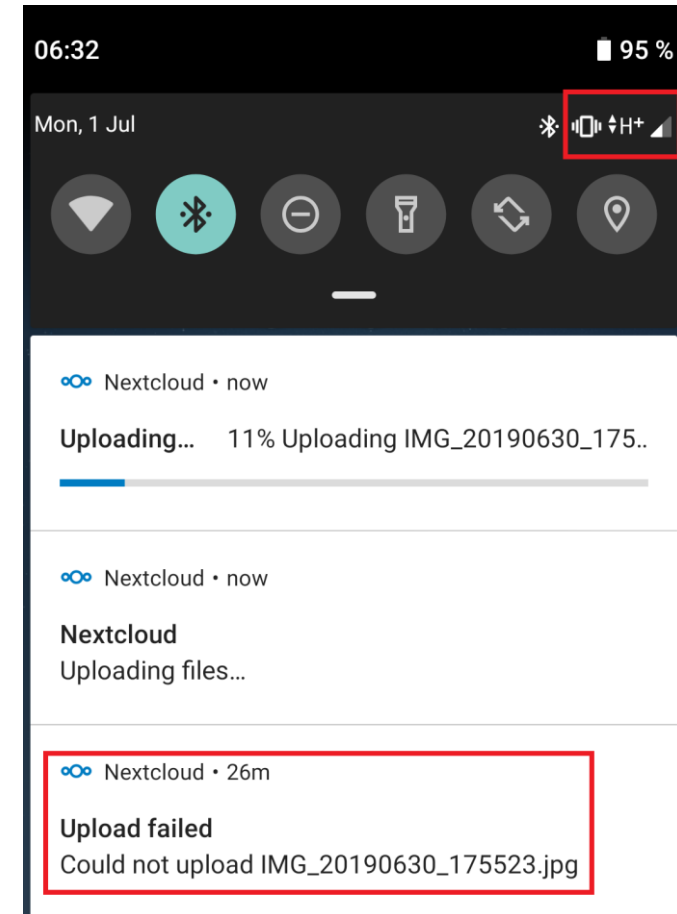 06:32 95 %
Mon, 1 Jul H+
Nextcloud • now
Uploading... 11% Uploading IMG_20190630_175..
Nextcloud • now
Nextcloud
Uploading files...
Nextcloud • 26m
Upload failed
Could not upload IMG_20190630_175523.jpg